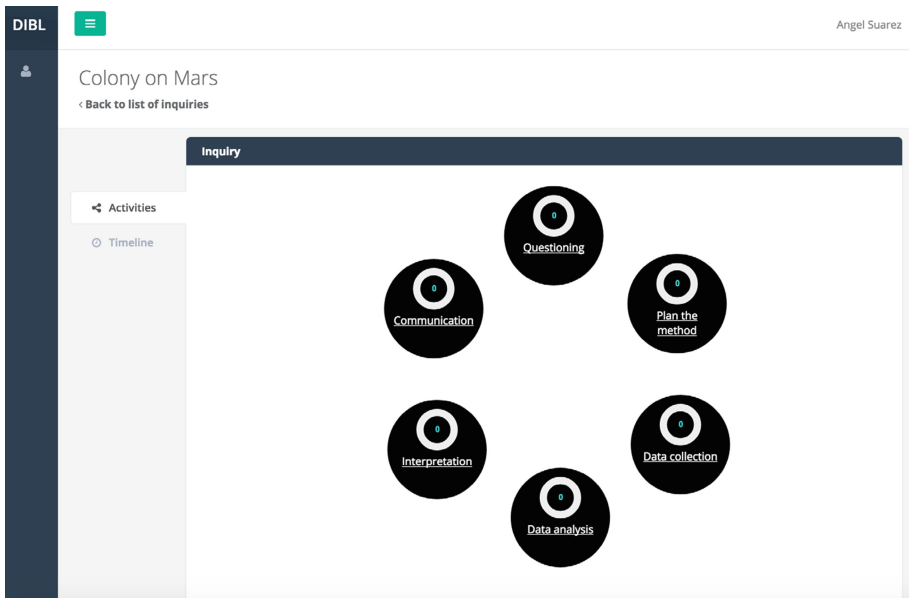 DIBL
Angel Suarez
Colony on Mars
‹ Back to list of inquiries
Inquiry
Activities
Timeline
0
Questioning
0
Plan the
method
0
Data collection
0
Data analysis
0
Interpretation
0
Communication